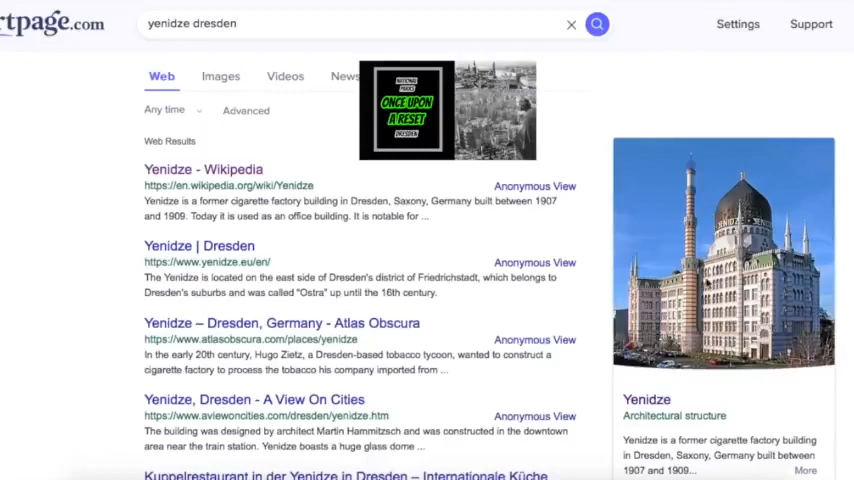 rtpage.com
yenidze dresden
Settings
Support
Web
Images
Videos
News
Any time
Advanced
NATIONAL
PARKS
ONCE UPON
A RESET
DRESDEN
Web Results
Yenidze - Wikipedia
https://en.wikipedia.org/wiki/Yenidze
Anonymous View
Yenidze is a former cigarette factory building in Dresden, Saxony, Germany built between 1907
and 1909. Today it is used as an office building. It is notable for ...
Yenidze | Dresden
https://www.yenidze.eu/en/
Anonymous View
The Yenidze is located on the east side of Dresden's district of Friedrichstadt, which belongs to
Dresden's suburbs and was called "Ostra" up until the 16th century.
Yenidze – Dresden, Germany - Atlas Obscura
https://www.atlasobscura.com/places/yenidze
Anonymous View
In the early 20th century, Hugo Zietz, a Dresden-based tobacco tycoon, wanted to construct a
cigarette factory to process the tobacco his company imported from ...
Yenidze, Dresden - A View On Cities
https://www.aviewoncities.com/dresden/yenidze.htm
Anonymous View
The building was designed by architect Martin Hammitzsch and was constructed in the downtown
area near the train station. Yenidze boasts a huge glass dome ...
Kuppelrestaurant in der Yenidze in Dresden – Internationale Küche
YENIDZE
Yenidze
Architectural structure
Yenidze is a former cigarette factory building
in Dresden, Saxony, Germany built between
1907 and 1909...
More